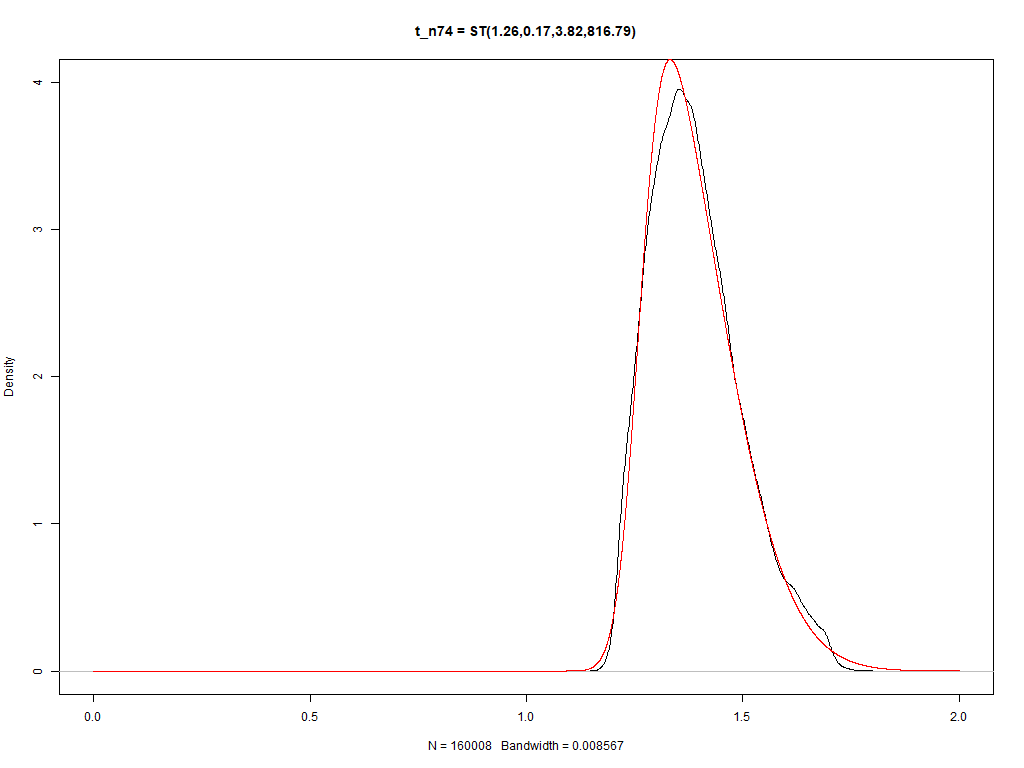 t_n74 = ST(1.26,0.17,3.82,816.79)
4
3
2
1
0
Density
0.0 0.5 1.0 1.5 2.0
N = 160008 Bandwidth = 0.008567